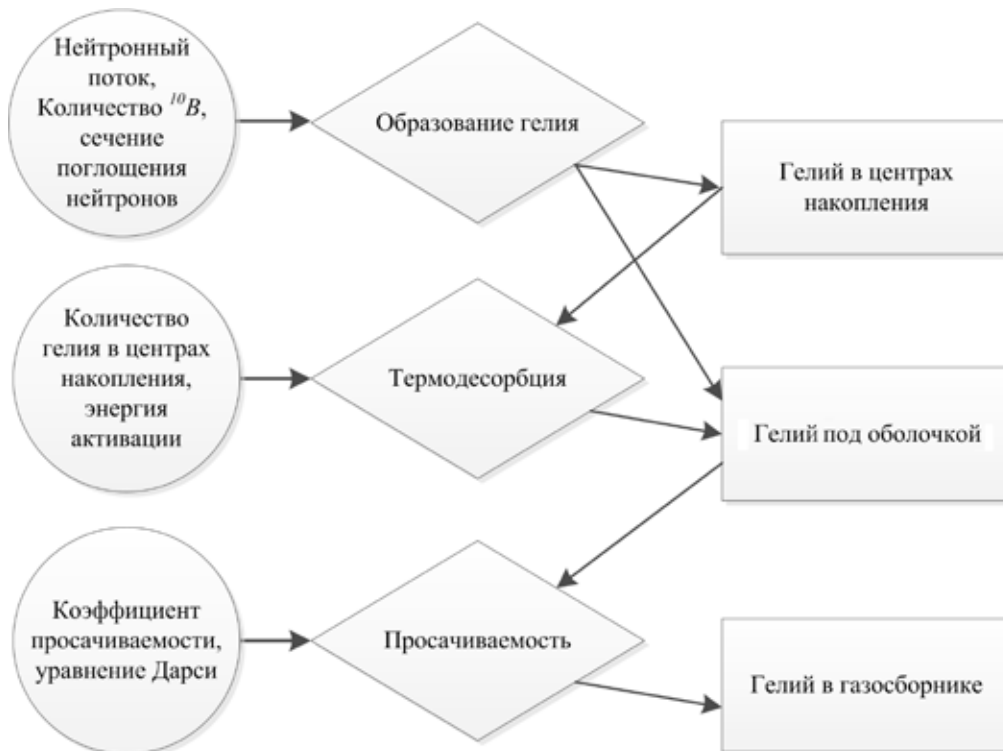 Нейтронный
поток,
Количество ¹⁰B,
сечение
поглощения
нейтронов
Образование гелия
Гелий в центрах
накопления
Количество
гелия в центрах
накопления,
энергия
активации
Термодесорбция
Гелий под оболочкой
Коэффициент
просачиваемости,
уравнение Дарси
Просачиваемость
Гелий в газосборнике